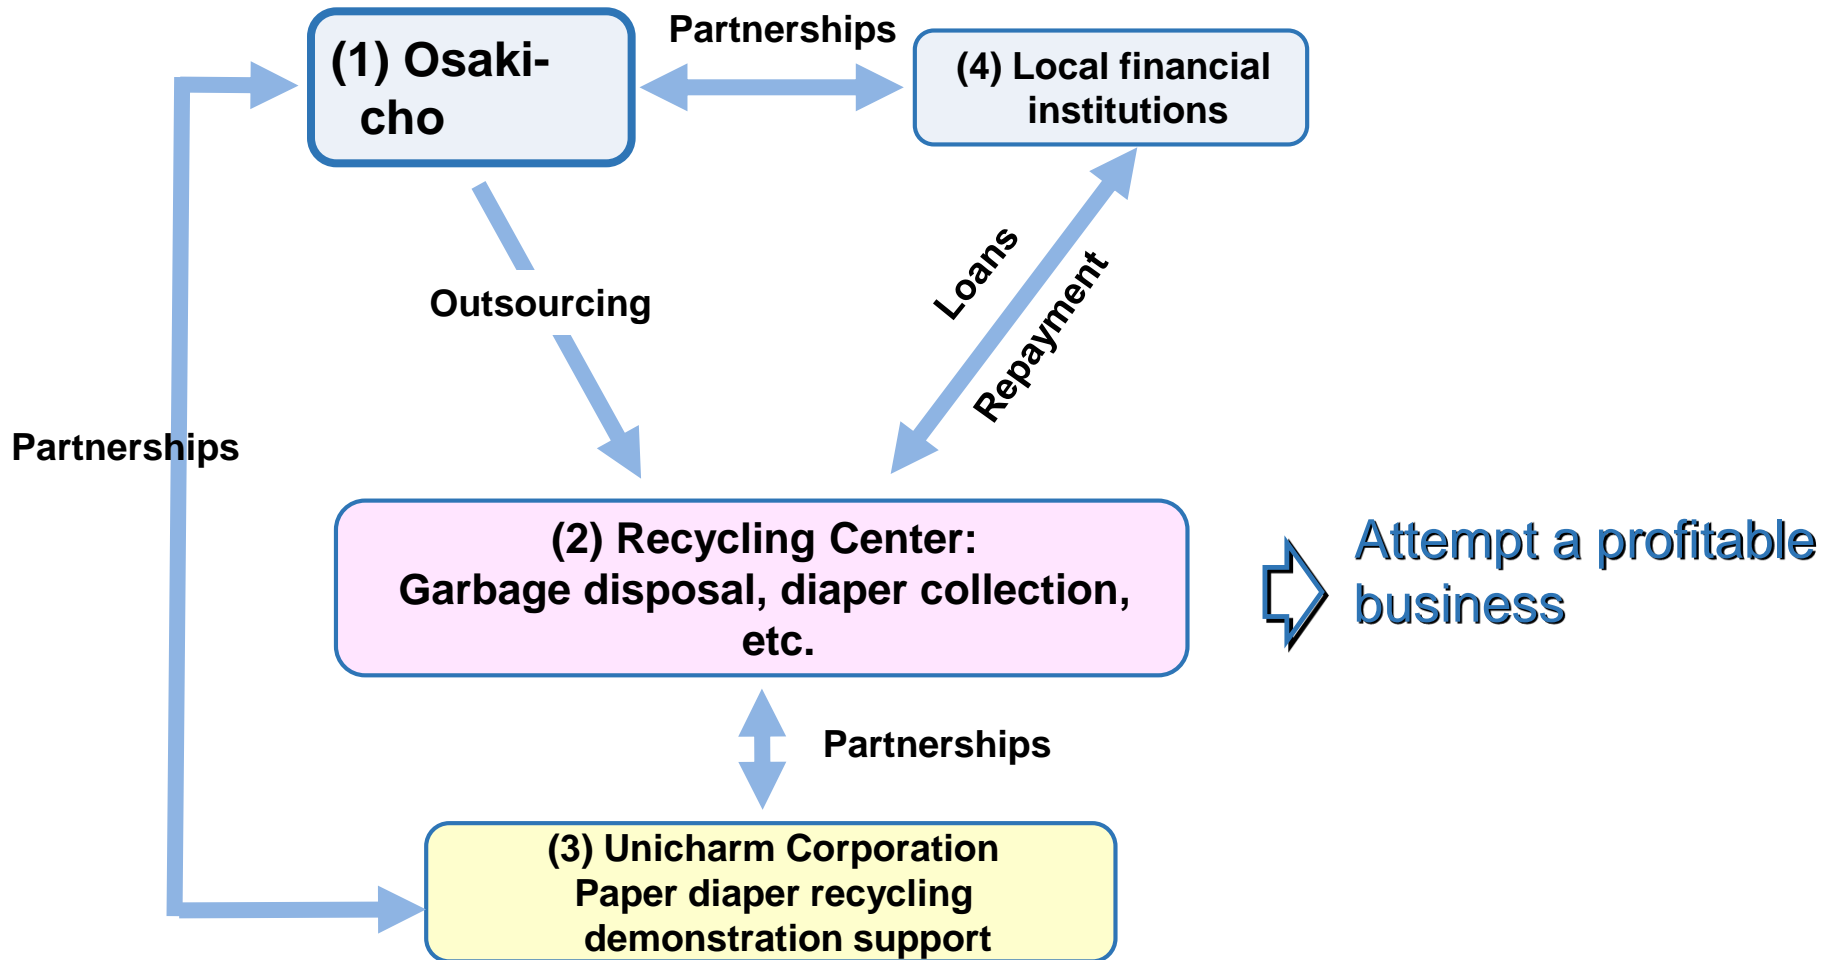 Partnerships
(1) Osaki-
cho
(4) Local financial
institutions
Loans
Repayment
Outsourcing
Partnerships
(2) Recycling Center:
Garbage disposal, diaper collection,
etc.
Attempt a profitable
business
Partnerships
(3) Unicharm Corporation
Paper diaper recycling
demonstration support